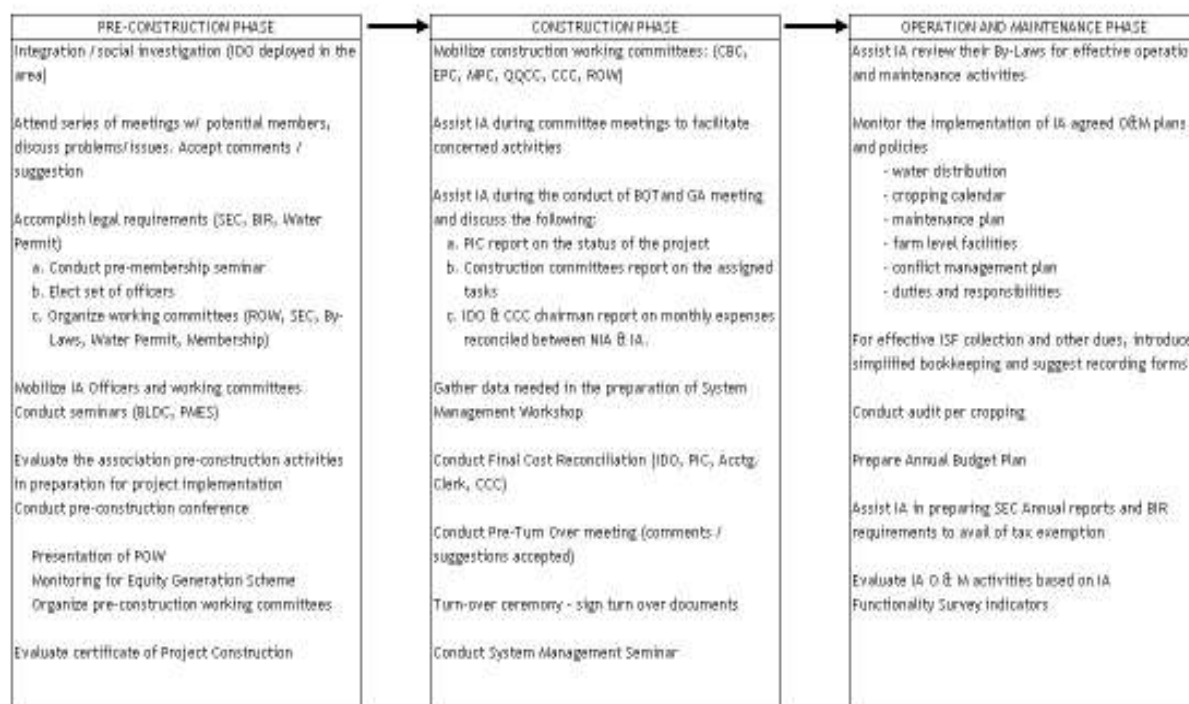 PRE-CONSTRUCTION PHASE
Integration / social investigation (IDO deployed in the
area)
Attend series of meetings w/ potential members,
discuss problems/issues. Accept comments /
suggestion
Accomplish legal requirements (SEC, BIR, Water
Permit)
a. Conduct pre-membership seminar
b. Elect set of officers
c. Organize working committees (ROW, SEC, By-
Laws, Water Permit, Membership)
Mobilize IA Officers and working committees
Conduct seminars (BLDC, PMES)
Evaluate the association pre-construction activities
in preparation for project implementation
Conduct pre-construction conference
Presentation of POW
Monitoring for Equity Generation Scheme
Organize pre-construction working committees
Evaluate certificate of Project Construction
CONSTRUCTION PHASE
Mobilize construction working committees: (CBC,
EPC, MPC, QQCC, CCC, ROW)
Assist IA during committee meetings to facilitate
concerned activities
Assist IA during the conduct of BOT and GA meeting
and discuss the following:
a. PIC report on the status of the project
b. Construction committees report on the assigned
tasks
c. IDO & CCC chairman report on monthly expenses
reconciled between NIA & IA.
Gather data needed in the preparation of System
Management Workshop
Conduct Final Cost Reconciliation (IDO, PIC, Acctg.
Clerk, CCC)
Conduct Pre-Turn Over meeting (comments /
suggestions accepted)
Turn-over ceremony - sign turn over documents
Conduct System Management Seminar
OPERATION AND MAINTENANCE PHASE
Assist IA review their By-Laws for effective operatio
and maintenance activities
Monitor the implementation of IA agreed O&M plans
and policies
- water distribution
- cropping calendar
- maintenance plan
- farm level facilities
- conflict management plan
- duties and responsibilities
For effective ISF collection and other dues, introduce
simplified bookkeeping and suggest recording forms
Conduct audit per cropping
Prepare Annual Budget Plan
Assist IA in preparing SEC Annual reports and BIR
requirements to avail of tax exemption
Evaluate IA O & M activities based on IA
Functionality Survey Indicators